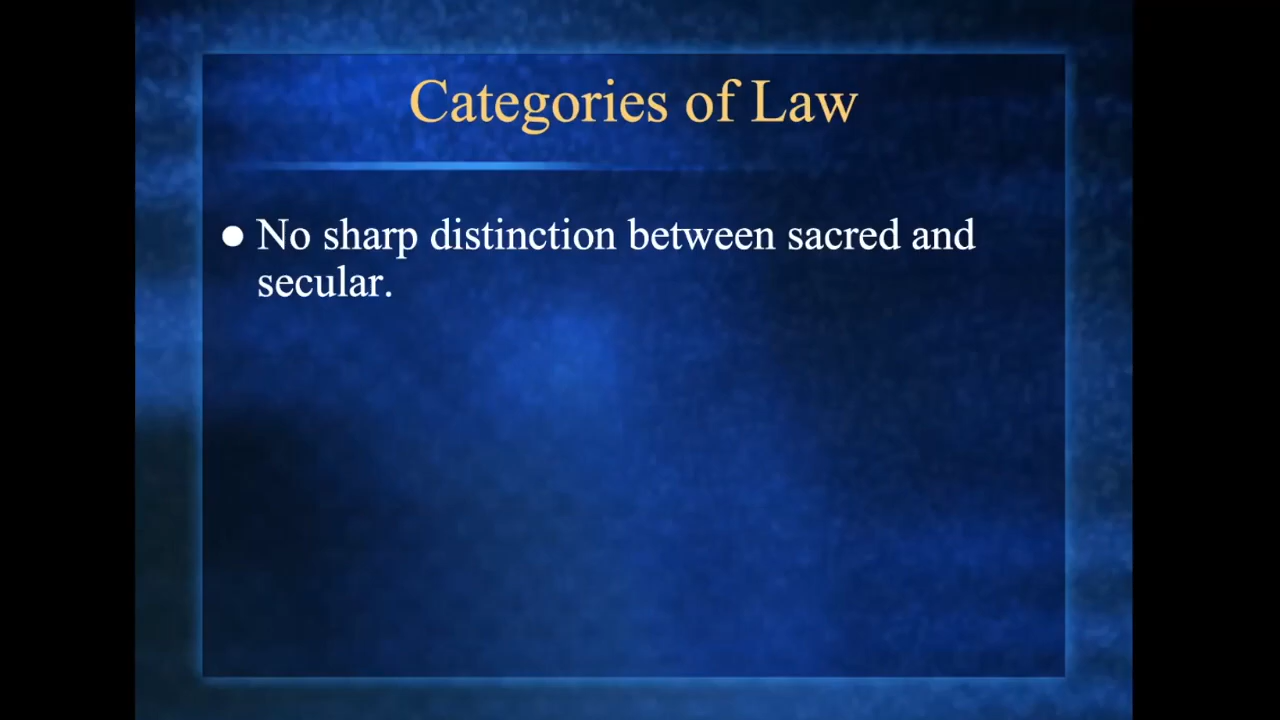 Categories of Law
● No sharp distinction between sacred and
secular.